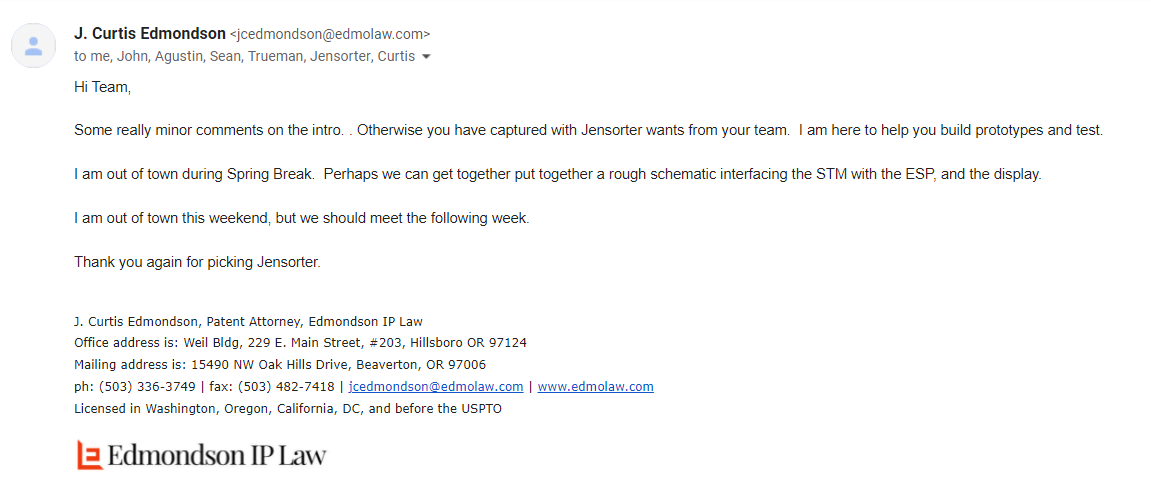 J. Curtis Edmondson <jcedmondson@edmolaw.com>
to me, John, Agustin, Sean, Trueman, Jensorter, Curtis
Hi Team,
Some really minor comments on the intro. . Otherwise you have captured with Jensorter wants from your team.  I am here to help you build prototypes and test.
I am out of town during Spring Break.  Perhaps we can get together put together a rough schematic interfacing the STM with the ESP, and the display.
I am out of town this weekend, but we should meet the following week.
Thank you again for picking Jensorter.
J. Curtis Edmondson, Patent Attorney, Edmondson IP Law
Office address is: Weil Bldg, 229 E. Main Street, #203, Hillsboro OR 97124
Mailing address is: 15490 NW Oak Hills Drive, Beaverton, OR 97006
ph: (503) 336-3749 | fax: (503) 482-7418 | jcedmondson@edmolaw.com | www.edmolaw.com
Licensed in Washington, Oregon, California, DC, and before the USPTO
Edmondson IP Law